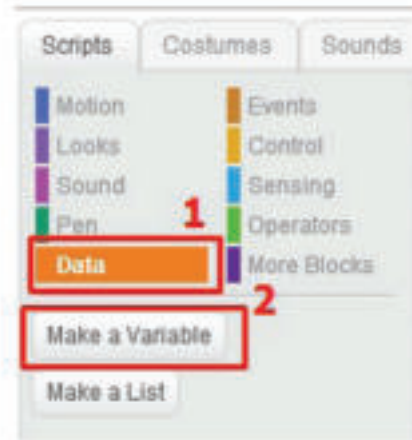 Scripts Costumes Sounds
Motion Events
Looks Control
Sound Sensing
Pen 1 Operators
Data More Blocks
2
Make a Variable
Make a List